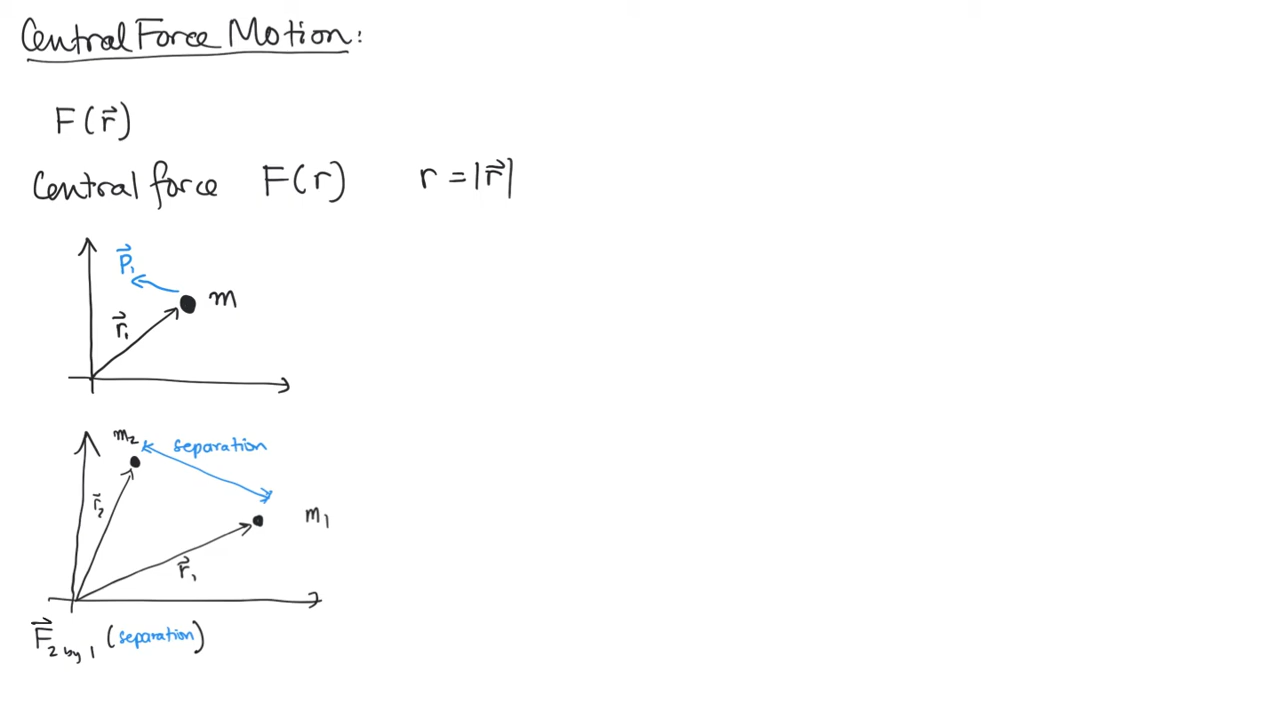 Central Force Motion:
F(r⃗)
Central force F(r) r = |r⃗|
p⃗₁
m
r⃗₁
m₂
separation
r⃗₂
m₁
r⃗₁
F⃗₂ by 1 (separation)